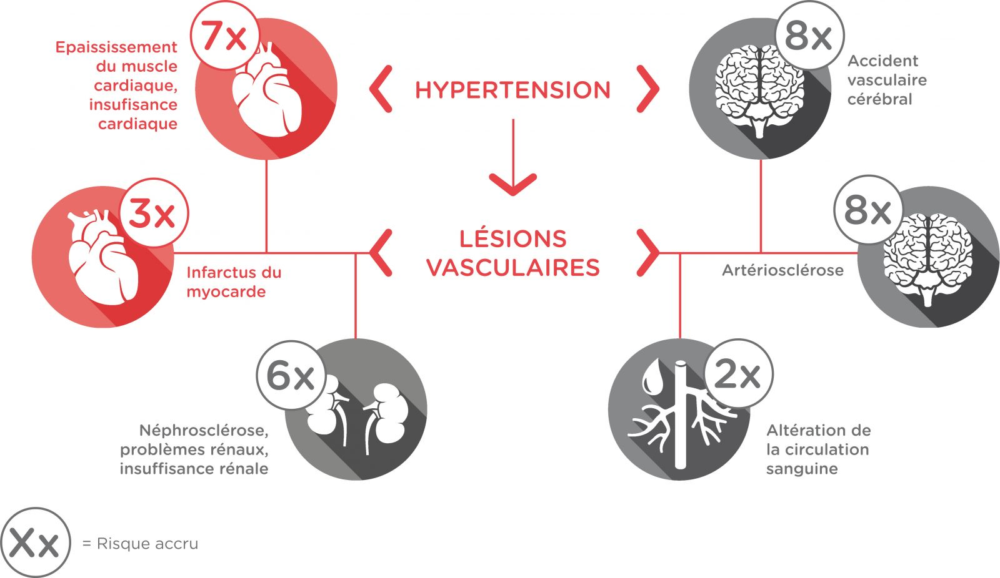 7x
Epaississement
du muscle
cardiaque,
insufisance
cardiaque
HYPERTENSION
8x
Accident
vasculaire
cérébral
3x
Infarctus du
myocarde
LÉSIONS
VASCULAIRES
8x
Artériosclérose
6x
Néphrosclérose,
problèmes rénaux,
insuffisance rénale
2x
Altération de
la circulation
sanguine
Xx
= Risque accru